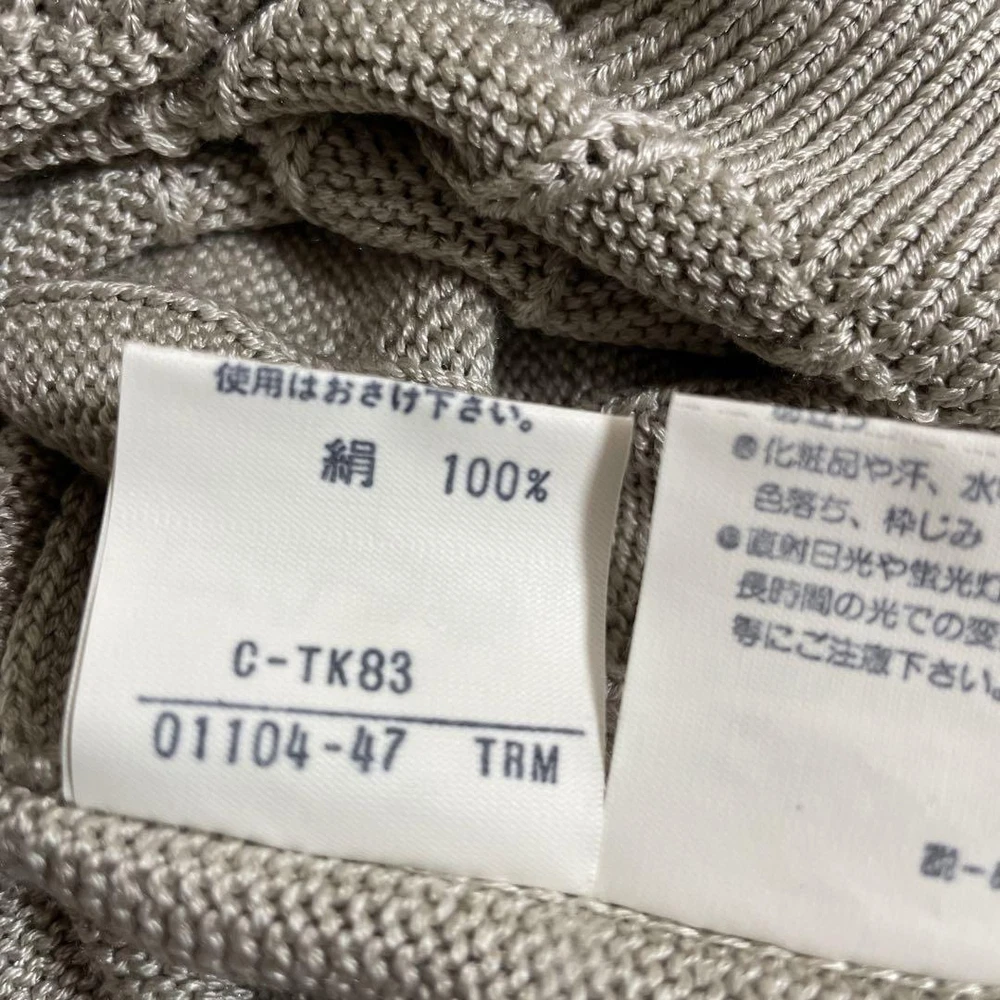 使用はおさけ下さい。
絹 100%
C-TK83
01104-47 TRM
化粧品や汗、水
色落ち、枠じみ
直射日光や蛍光灯
長時間の光での変
等にご注意下さい。